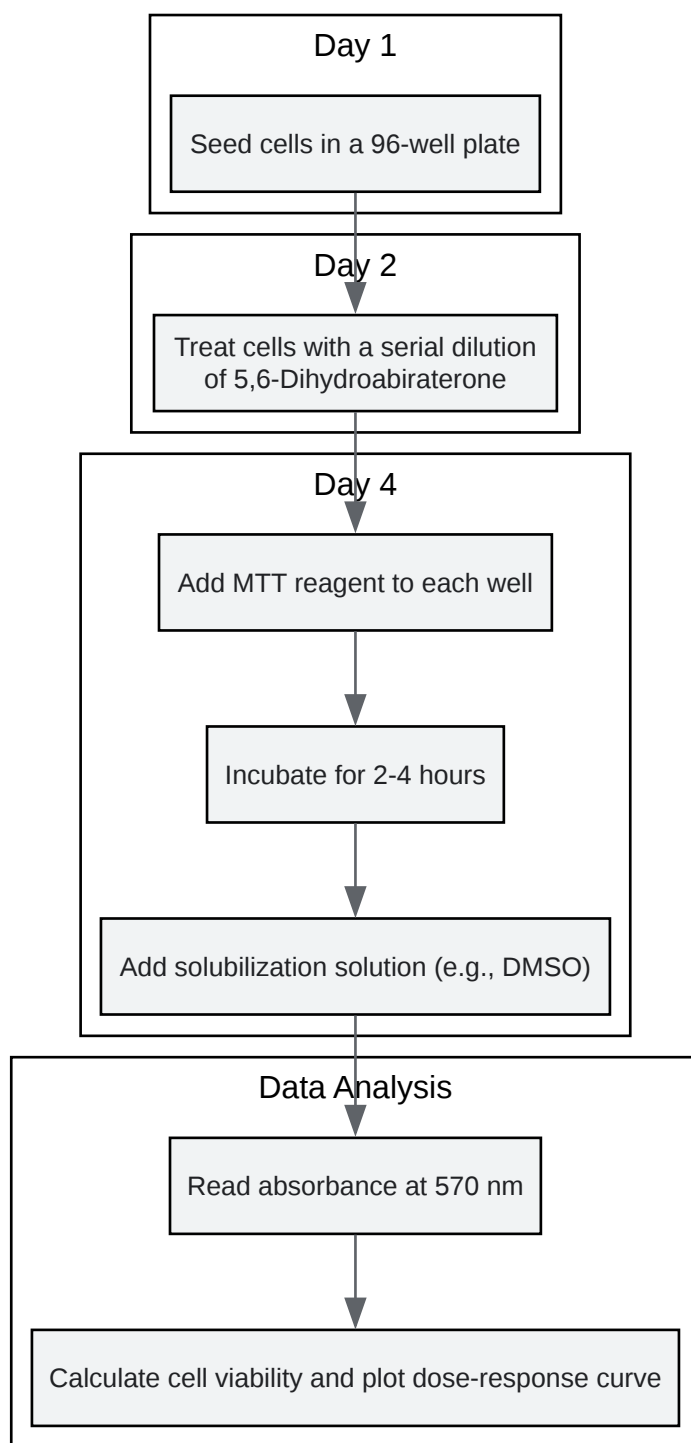 Day 1
Seed cells in a 96-well plate
Day 2
Treat cells with a serial dilution
of 5,6-Dihydroabiraterone
Day 4
Add MTT reagent to each well
Incubate for 2-4 hours
Add solubilization solution (e.g., DMSO)
Data Analysis
Read absorbance at 570 nm
Calculate cell viability and plot dose-response curve